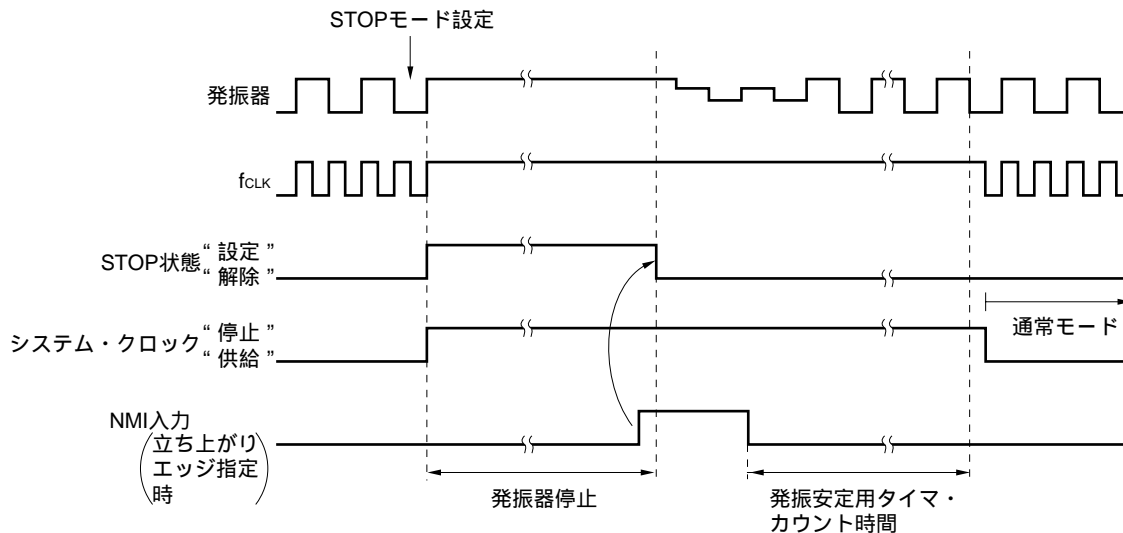 STOPモード設定
発振器
fCLK
STOP状態
“ 設定 ”
“ 解除 ”
システム・クロック
“ 停止 ”
“ 供給 ”
通常モード
NMI入力
立ち上がり
エッジ指定
時
発振器停止
発振安定用タイマ・
カウント時間